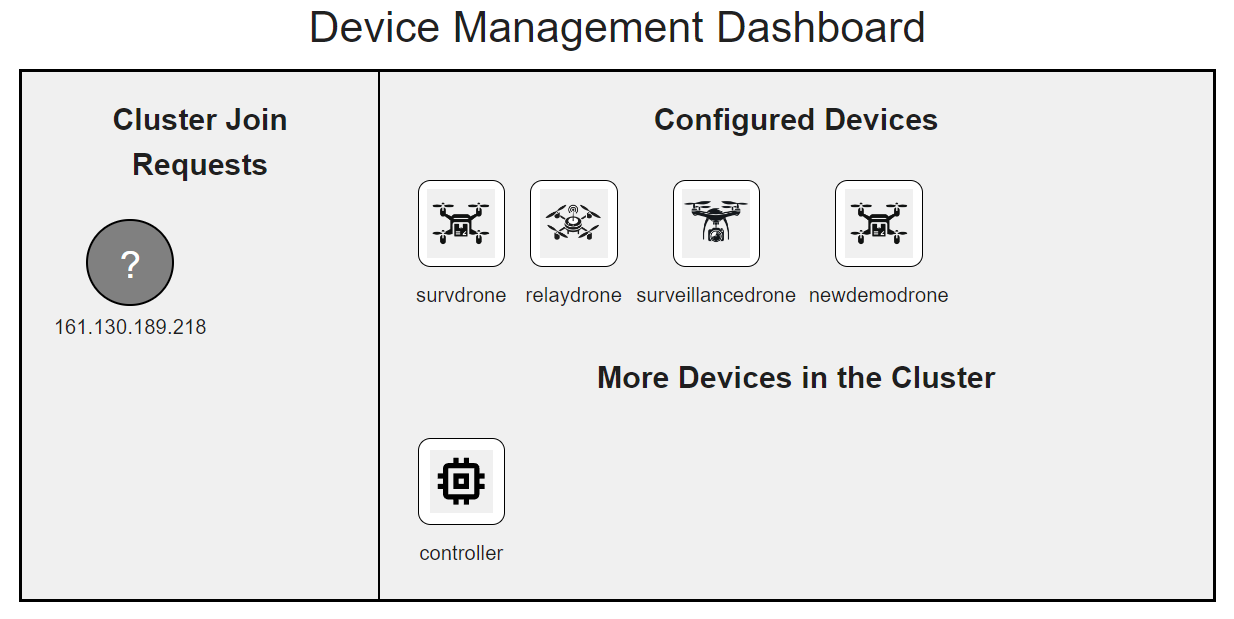 Device Management Dashboard
Cluster Join
Requests
?
161.130.189.218
Configured Devices
survdrone
relaydrone
surveillancedrone
newdemodrone
More Devices in the Cluster
controller